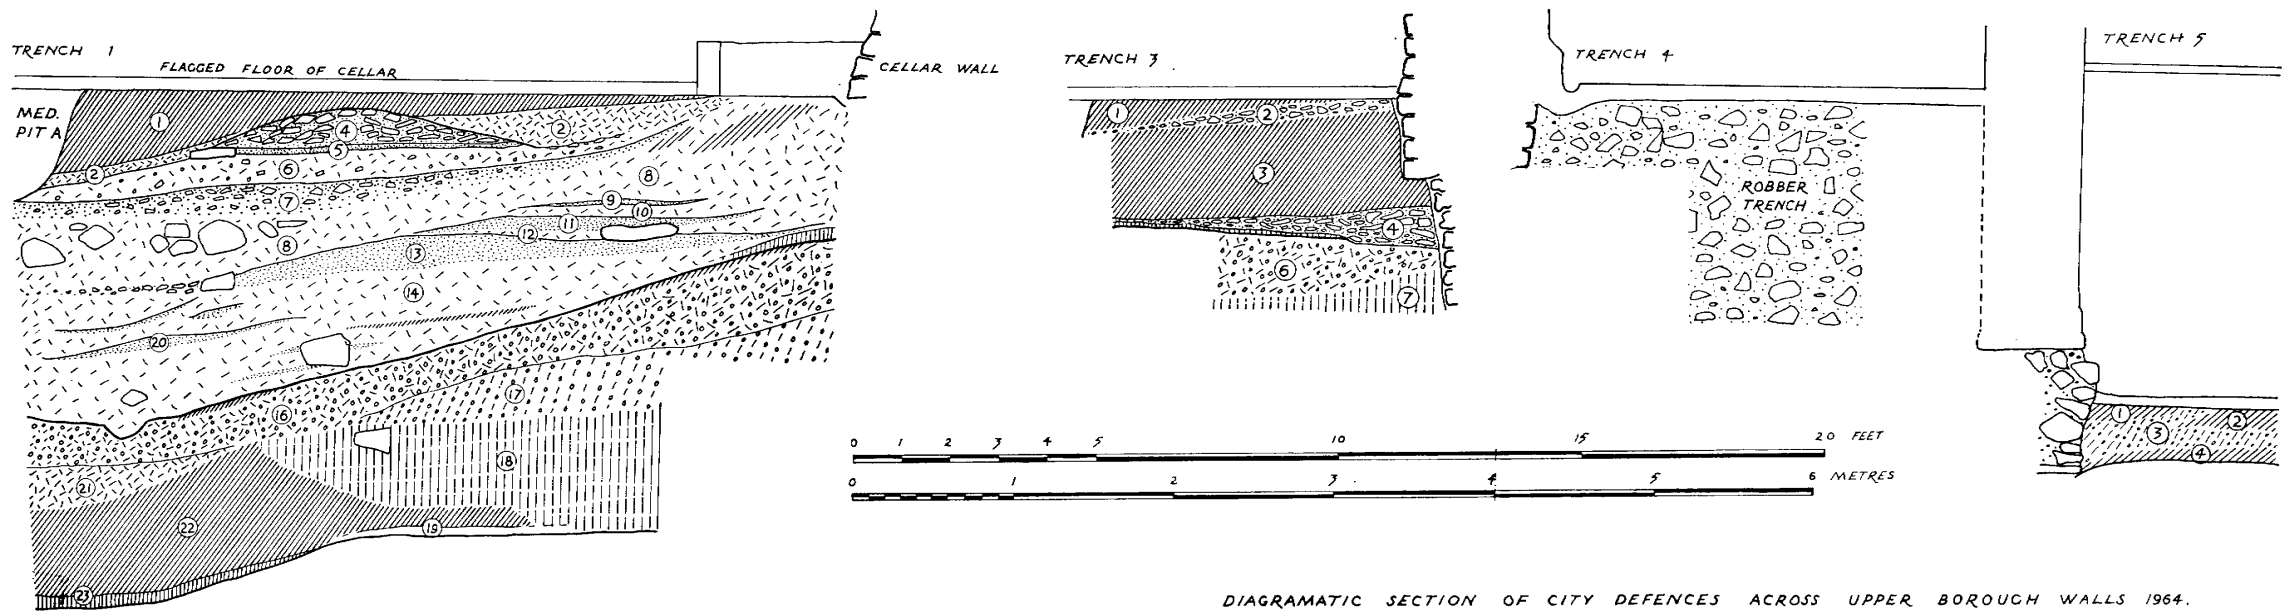 TRENCH 1
FLAGGED FLOOR OF CELLAR
CELLAR WALL
MED.
PIT A
1
2
4
5
2
6
7
8
9
10
11
12
8
13
14
20
16
17
18
21
22
19
23
TRENCH 3
1
2
3
4
6
7
TRENCH 4
ROBBER
TRENCH
TRENCH 5
1
2
3
4
0 1 2 3 4 5 10 15 20 FEET
0 1 2 3 4 5 6 METRES
DIAGRAMATIC SECTION OF CITY DEFENCES ACROSS UPPER BOROUGH WALLS 1964.